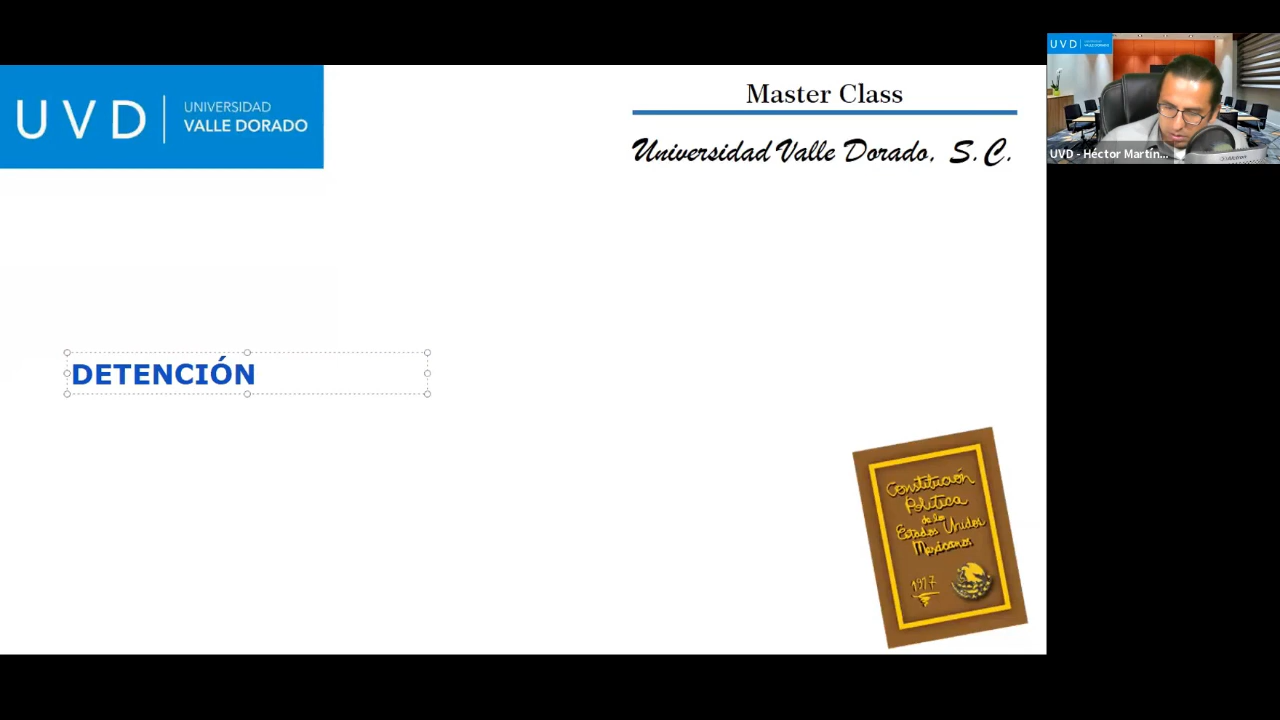 UVD
UNIVERSIDAD
VALLE DORADO
Master Class
Universidad Valle Dorado, S.C.
UVD
UVD - Héctor Martín...
DETENCIÓN
Constitución
Política
de los
Estados Unidos
Mexicanos
1917